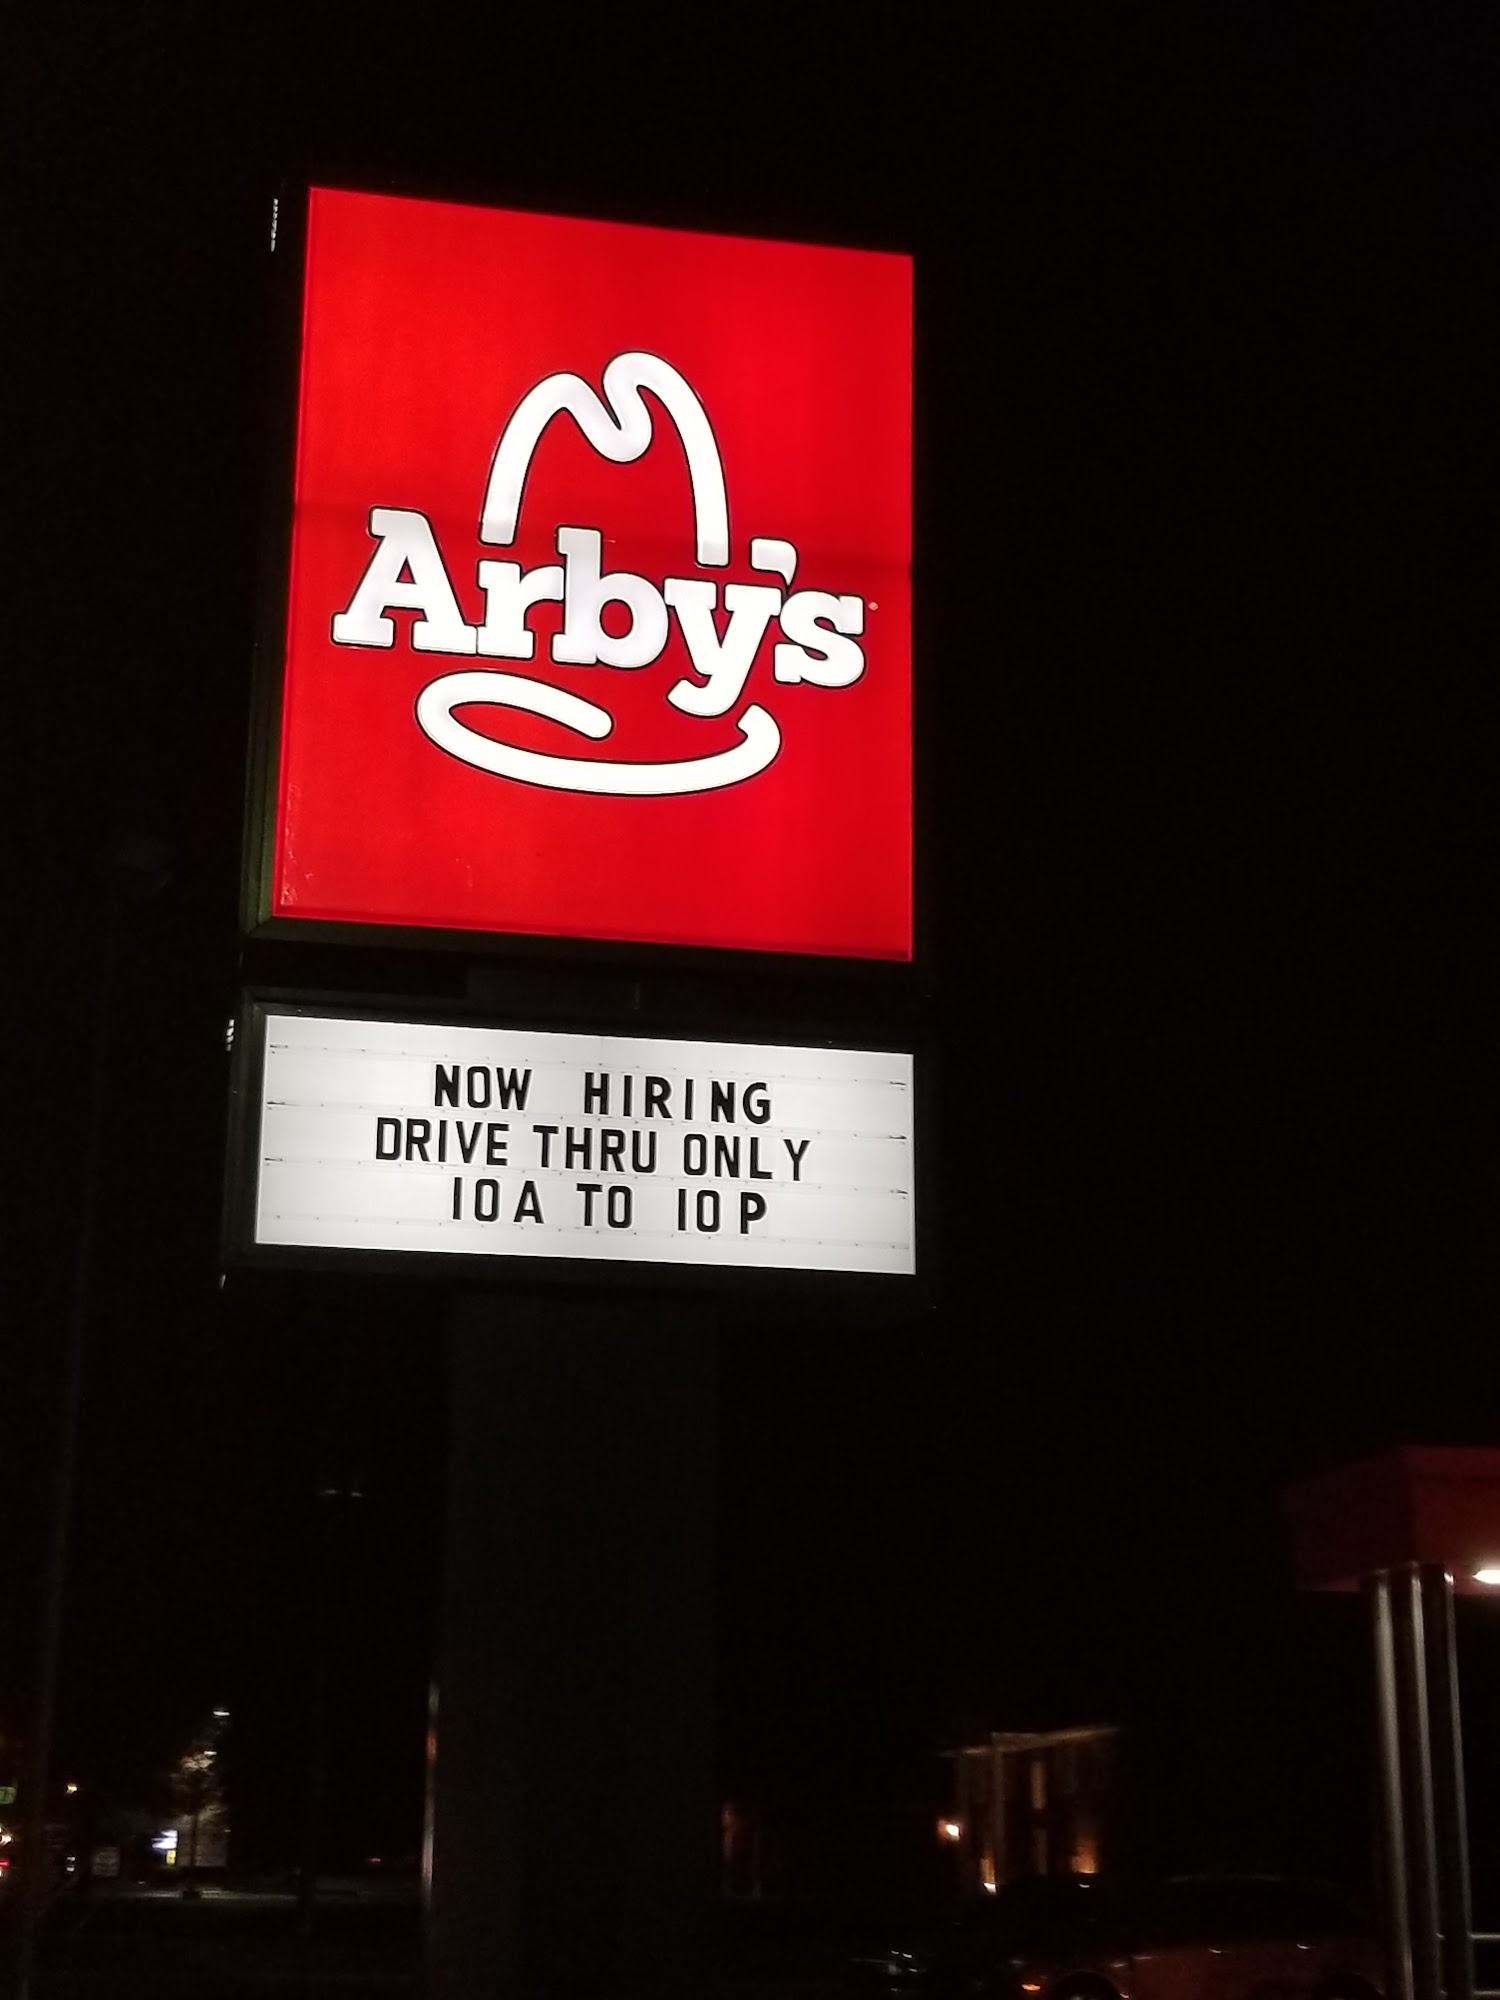 Arby's
NOW HIRING
DRIVE THRU ONLY
10A TO 10P